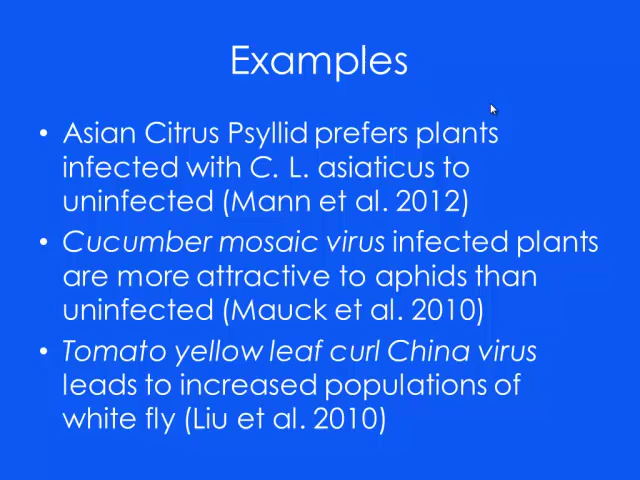 Examples
• Asian Citrus Psyllid prefers plants
infected with C. L. asiaticus to
uninfected (Mann et al. 2012)
• Cucumber mosaic virus infected plants
are more attractive to aphids than
uninfected (Mauck et al. 2010)
• Tomato yellow leaf curl China virus
leads to increased populations of
white fly (Liu et al. 2010)